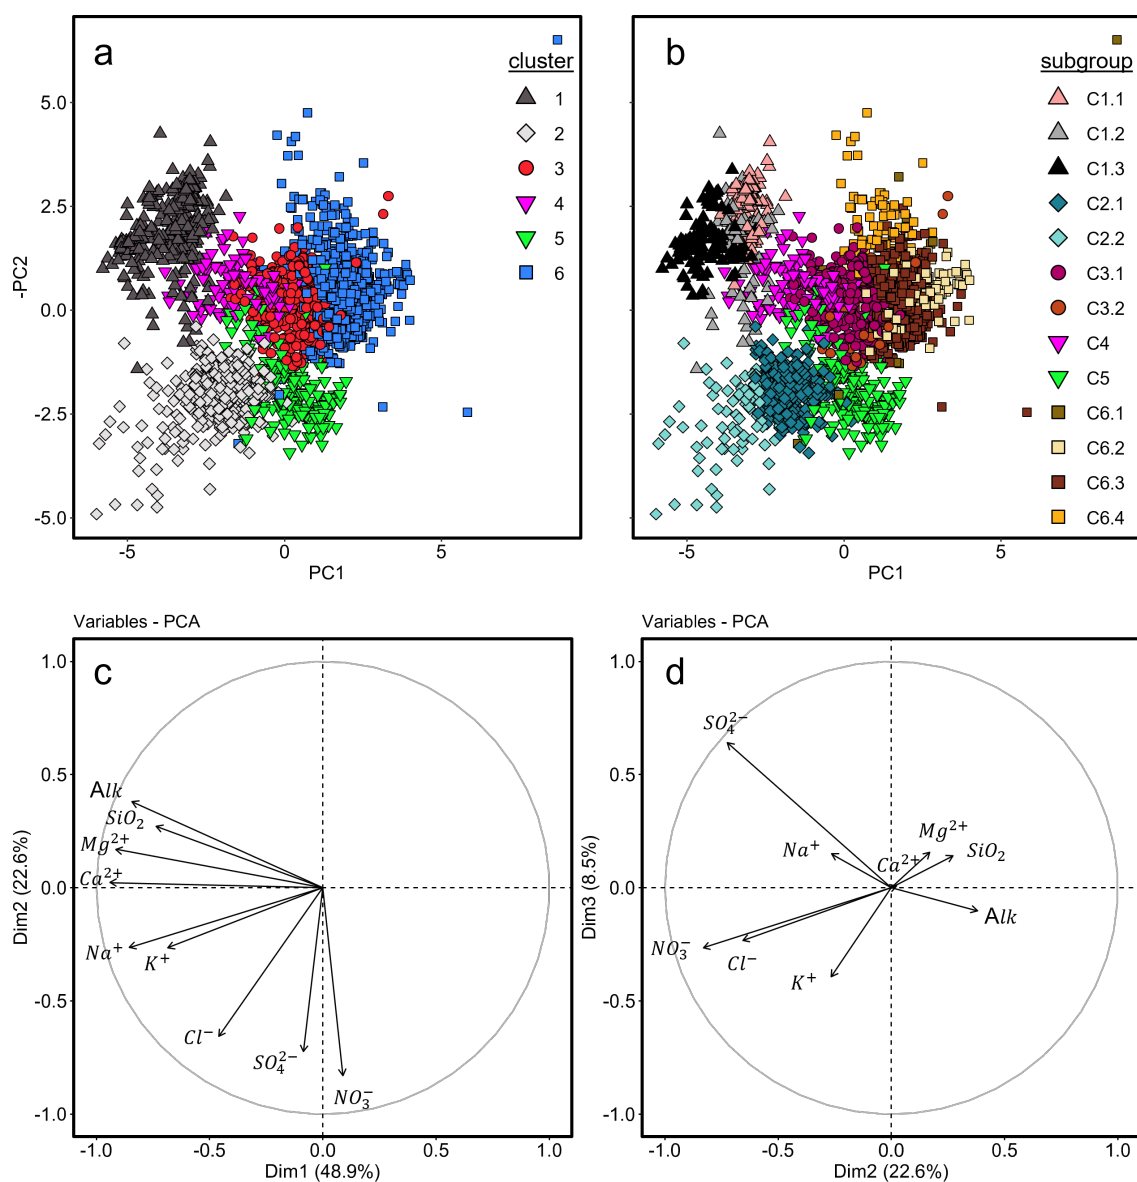 a
cluster
1
2
3
4
5
6
5.0
2.5
0.0
-2.5
-5.0
-PC2
-5
0
5
PC1
b
subgroup
C1.1
C1.2
C1.3
C2.1
C2.2
C3.1
C3.2
C4
C5
C6.1
C6.2
C6.3
C6.4
-5
0
5
PC1
Variables - PCA
c
1.0
0.5
0.0
-0.5
-1.0
Dim2 (22.6%)
Alk
SiO₂
Mg²⁺
Ca²⁺
Na⁺
K⁺
Cl⁻
SO₄²⁻
NO₃⁻
-1.0
-0.5
0.0
0.5
1.0
Dim1 (48.9%)
Variables - PCA
d
1.0
0.5
0.0
-0.5
-1.0
Dim3 (8.5%)
SO₄²⁻
Mg²⁺
Na⁺
Ca²⁺
SiO₂
Alk
NO₃⁻
Cl⁻
K⁺
-1.0
-0.5
0.0
0.5
1.0
Dim2 (22.6%)